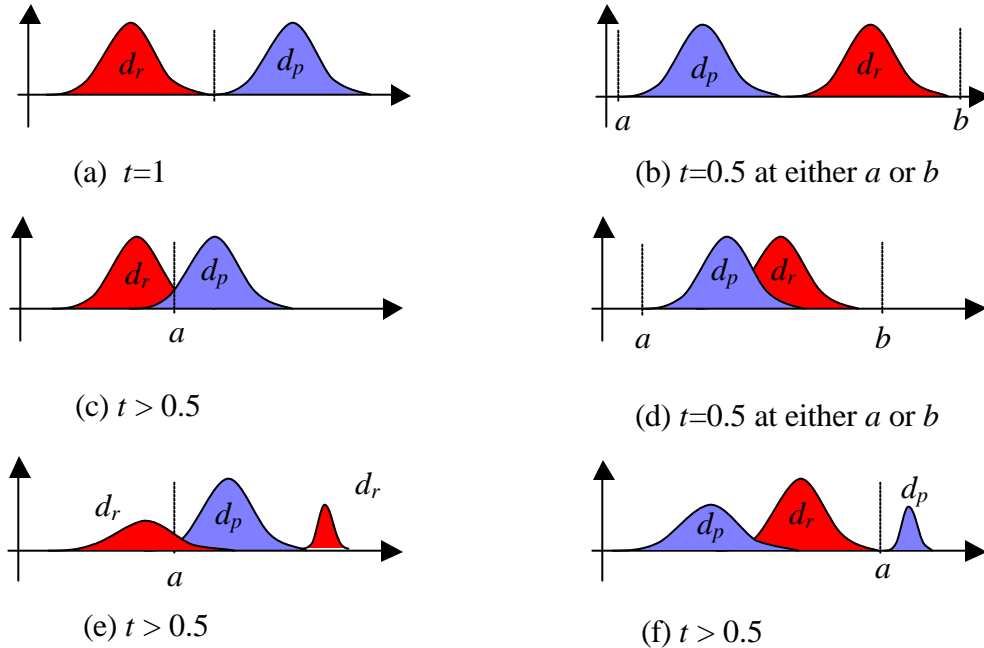 d_r d_p
(a) t=1
d_p d_r
a b
(b) t=0.5 at either a or b
d_r d_p
a
(c) t > 0.5
d_p d_r
a b
(d) t=0.5 at either a or b
d_r d_p d_r
a
(e) t > 0.5
d_p d_r d_p
a
(f) t > 0.5